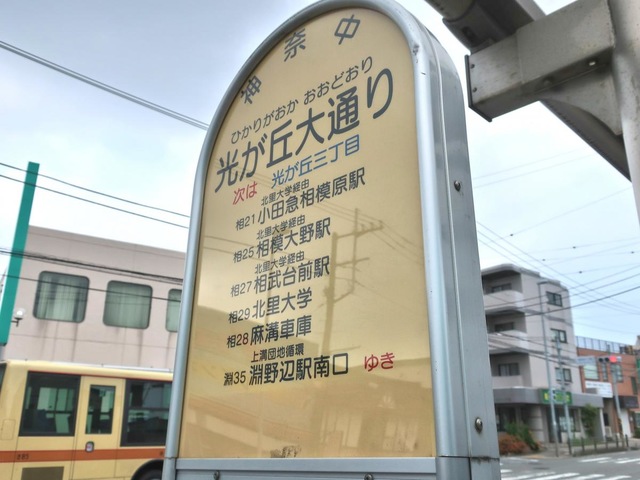 神奈中
ひかりがおか おおどおり
光が丘大通り
次は 光が丘三丁目
北里大学経由
相21 小田急相模原駅
北里大学経由
相25 相模大野駅
北里大学経由
相27 相武台前駅
相29 北里大学
相28 麻溝車庫
上溝団地循環
淵35 淵野辺駅南口 ゆき